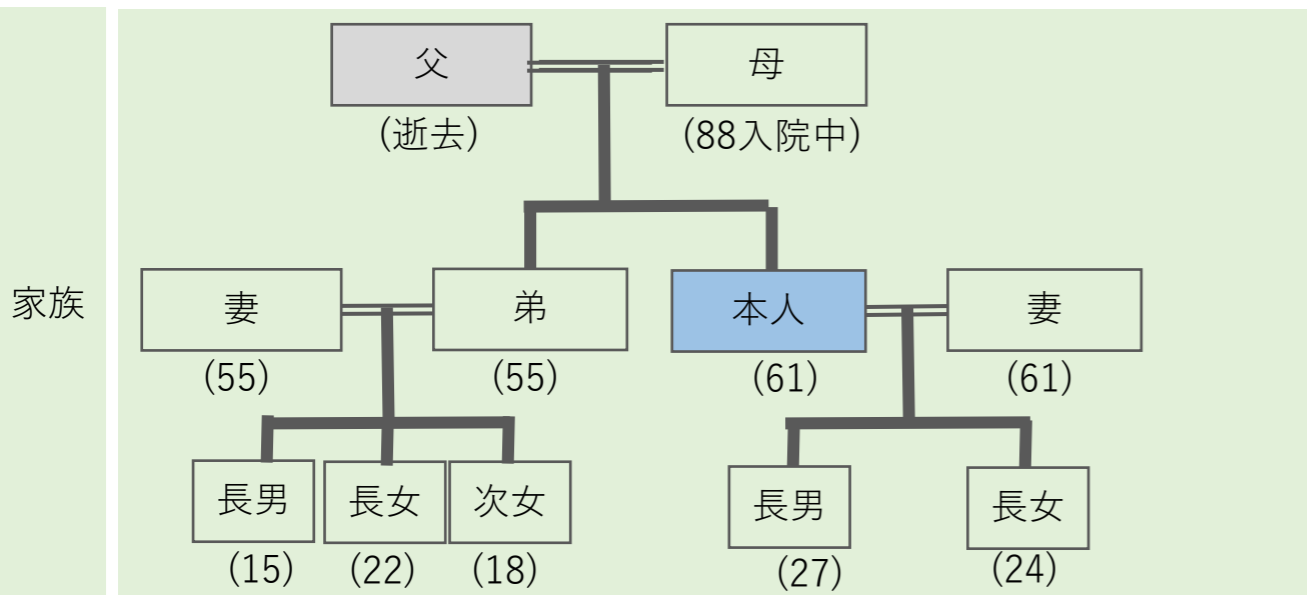 家族
父
母
(逝去)
(88入院中)
妻
弟
本人
妻
(55)
(55)
(61)
(61)
長男
長女
次女
長男
長女
(15)
(22)
(18)
(27)
(24)